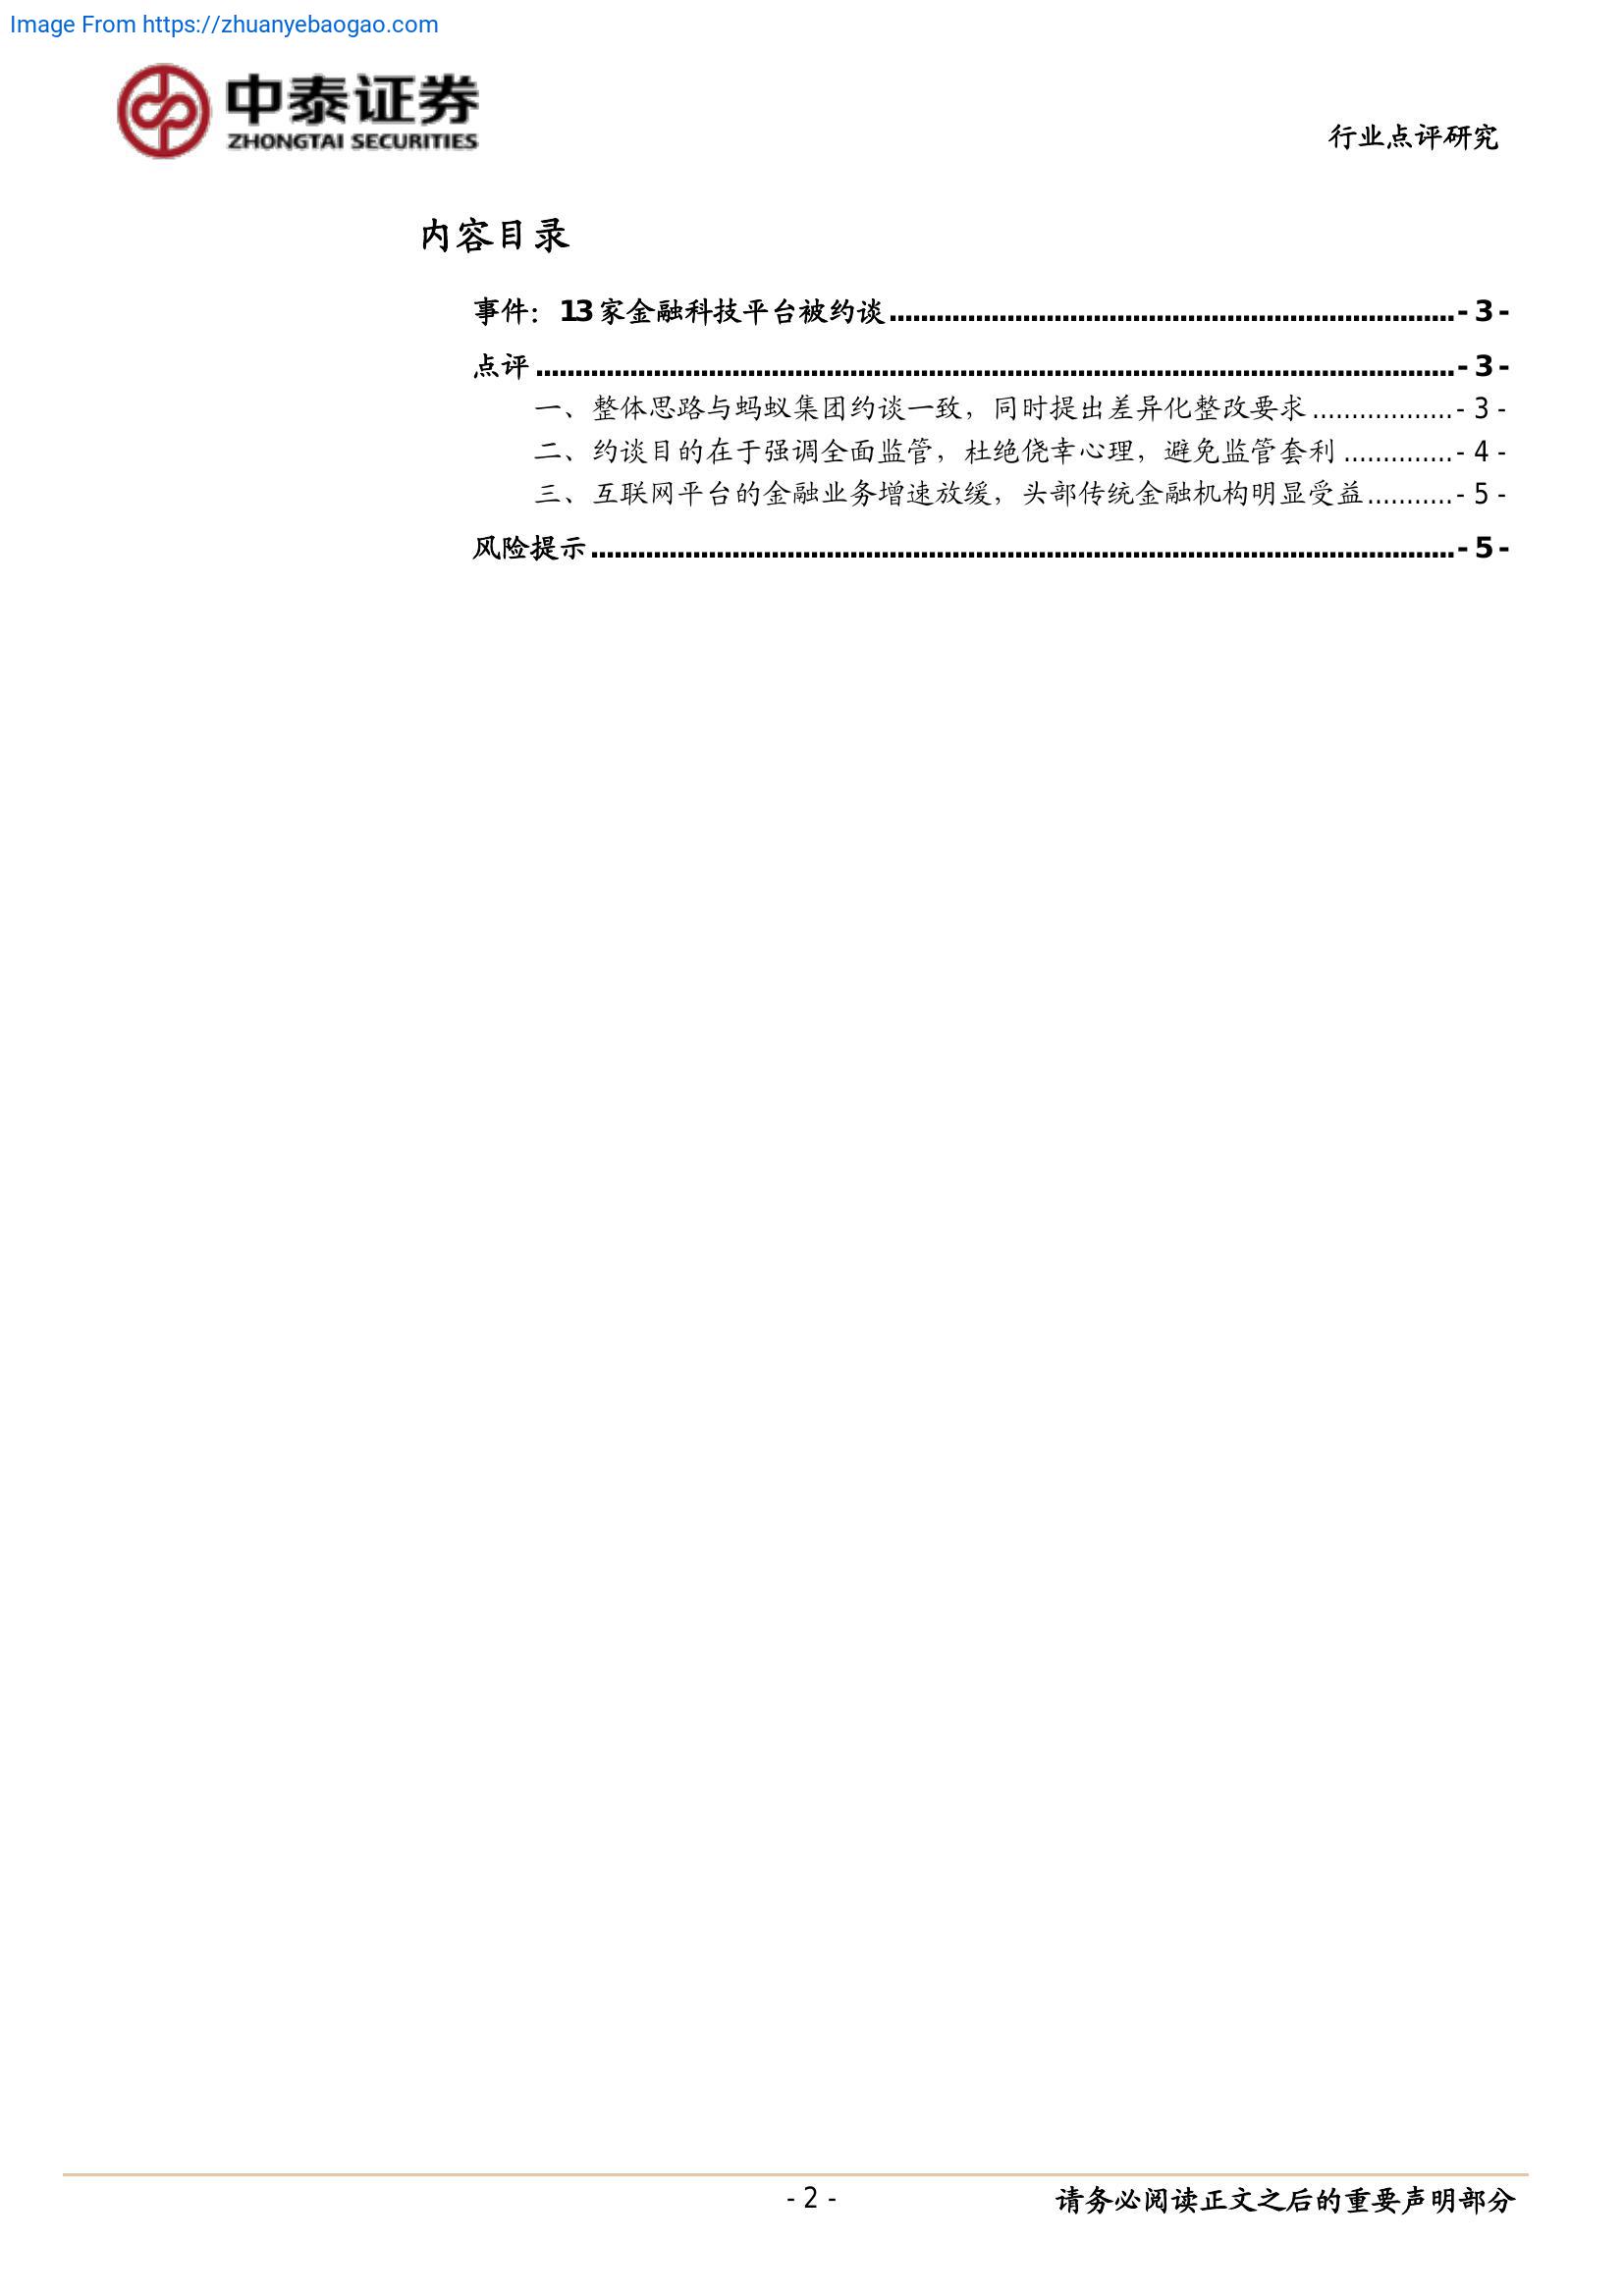 Image From https://zhuanyebaogao.com
中泰证券
ZHONGTAI SECURITIES
行业点评研究
内容目录
事件：13 家金融科技平台被约谈........................................................................- 3 -
点评.....................................................................................................................- 3 -
一、整体思路与蚂蚁集团约谈一致，同时提出差异化整改要求..................- 3 -
二、约谈目的在于强调全面监管，杜绝侥幸心理，避免监管套利..............- 4 -
三、互联网平台的金融业务增速放缓，头部传统金融机构明显受益...........- 5 -
风险提示..............................................................................................................- 5 -
- 2 -
请务必阅读正文之后的重要声明部分